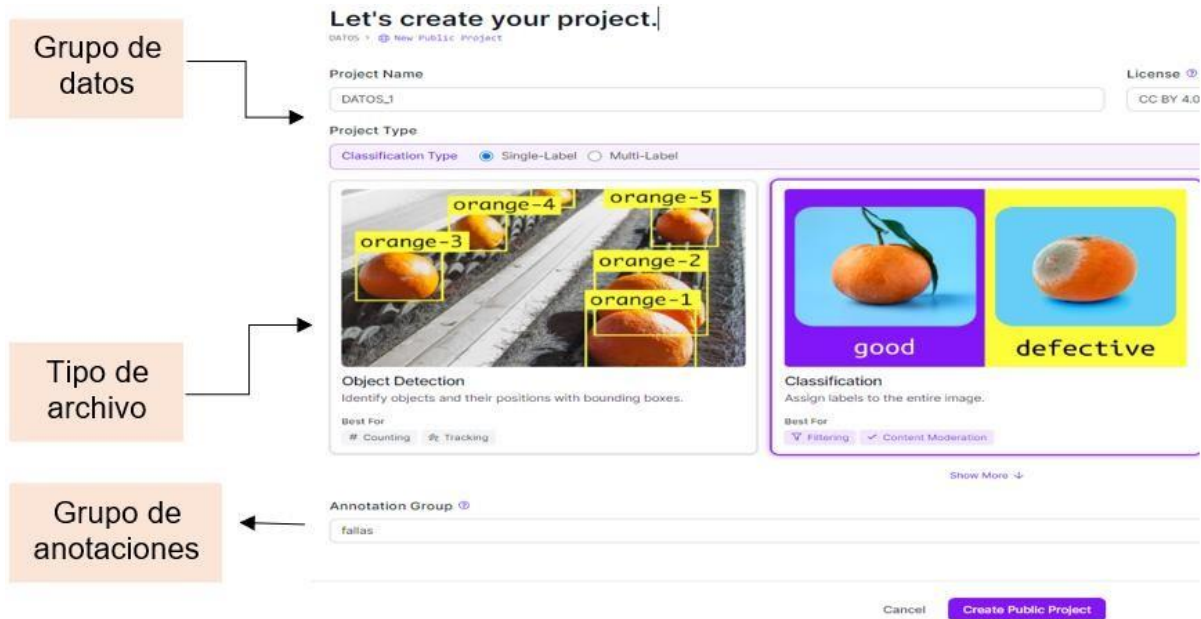 Let's create your project.
DATOS > New Public Project
Grupo de
datos
Project Name
License
DATOS_1
CC BY 4.0
Project Type
Classification Type Single-Label Multi-Label
orange-4
orange-5
orange-3
orange-2
orange-1
good
defective
Tipo de
archivo
Object Detection
Identify objects and their positions with bounding boxes.
Best For
# Counting Tracking
Classification
Assign labels to the entire image.
Best For
Filtering Content Moderation
Show More ↓
Grupo de
anotaciones
Annotation Group
fallas
Cancel
Create Public Project